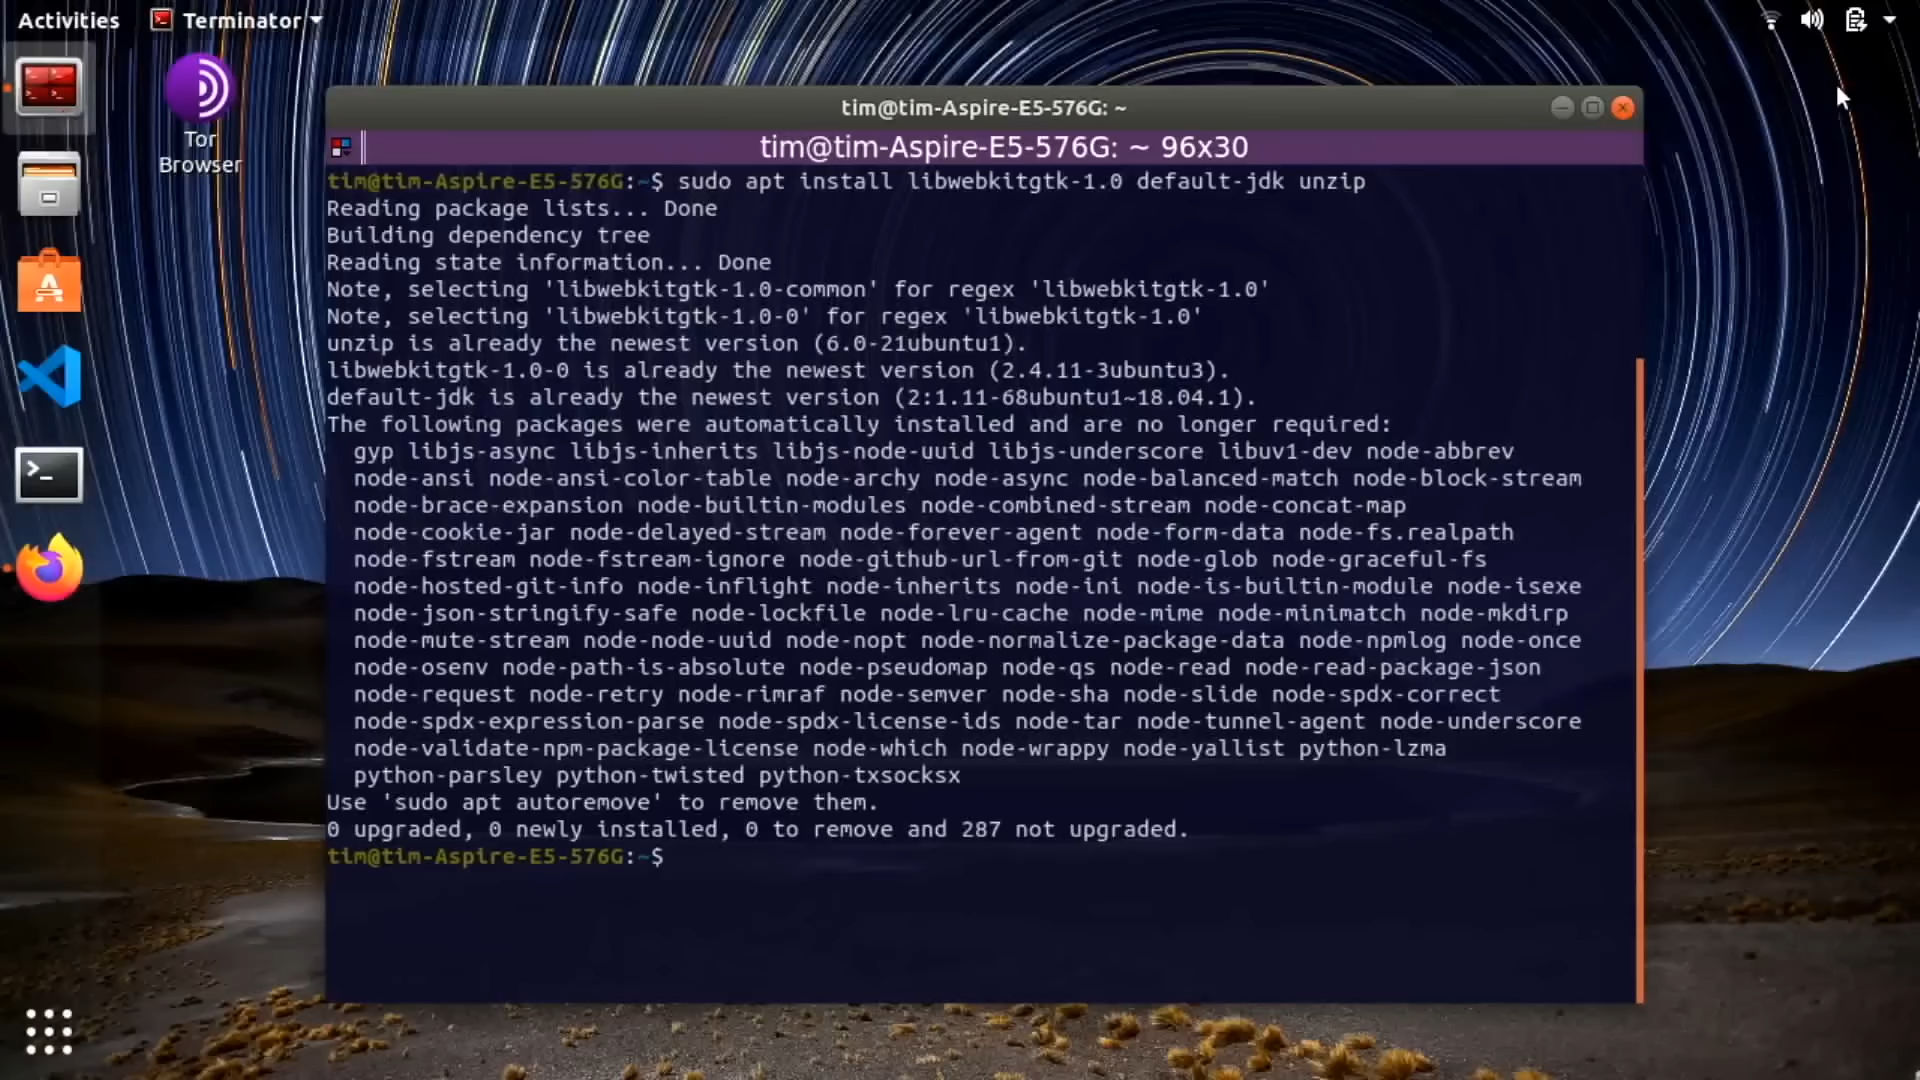 Activities
Terminator
Tor
Browser
tim@tim-Aspire-E5-576G: ~
tim@tim-Aspire-E5-576G: ~ 96x30
tim@tim-Aspire-E5-576G:~$ sudo apt install libwebkitgtk-1.0 default-jdk unzip
Reading package lists... Done
Building dependency tree
Reading state information... Done
Note, selecting 'libwebkitgtk-1.0-common' for regex 'libwebkitgtk-1.0'
Note, selecting 'libwebkitgtk-1.0-0' for regex 'libwebkitgtk-1.0'
unzip is already the newest version (6.0-21ubuntu1).
libwebkitgtk-1.0-0 is already the newest version (2.4.11-3ubuntu3).
default-jdk is already the newest version (2:1.11-68ubuntu1~18.04.1).
The following packages were automatically installed and are no longer required:
gyp libjs-async libjs-inherits libjs-node-uuid libjs-underscore libuv1-dev node-abbrev
node-ansi node-ansi-color-table node-archy node-async node-balanced-match node-block-stream
node-brace-expansion node-builtin-modules node-combined-stream node-concat-map
node-cookie-jar node-delayed-stream node-forever-agent node-form-data node-fs.realpath
node-fstream node-fstream-ignore node-github-url-from-git node-glob node-graceful-fs
node-hosted-git-info node-inflight node-inherits node-ini node-is-builtin-module node-isexe
node-json-stringify-safe node-lockfile node-lru-cache node-mime node-minimatch node-mkdirp
node-mute-stream node-node-uuid node-nopt node-normalize-package-data node-npmlog node-once
node-osenv node-path-is-absolute node-pseudomap node-qs node-read node-read-package-json
node-request node-retry node-rimraf node-semver node-sha node-slide node-spdx-correct
node-spdx-expression-parse node-spdx-license-ids node-tar node-tunnel-agent node-underscore
node-validate-npm-package-license node-which node-wrappy node-yallist python-lzma
python-parsley python-twisted python-txsocksx
Use 'sudo apt autoremove' to remove them.
0 upgraded, 0 newly installed, 0 to remove and 287 not upgraded.
tim@tim-Aspire-E5-576G:~$